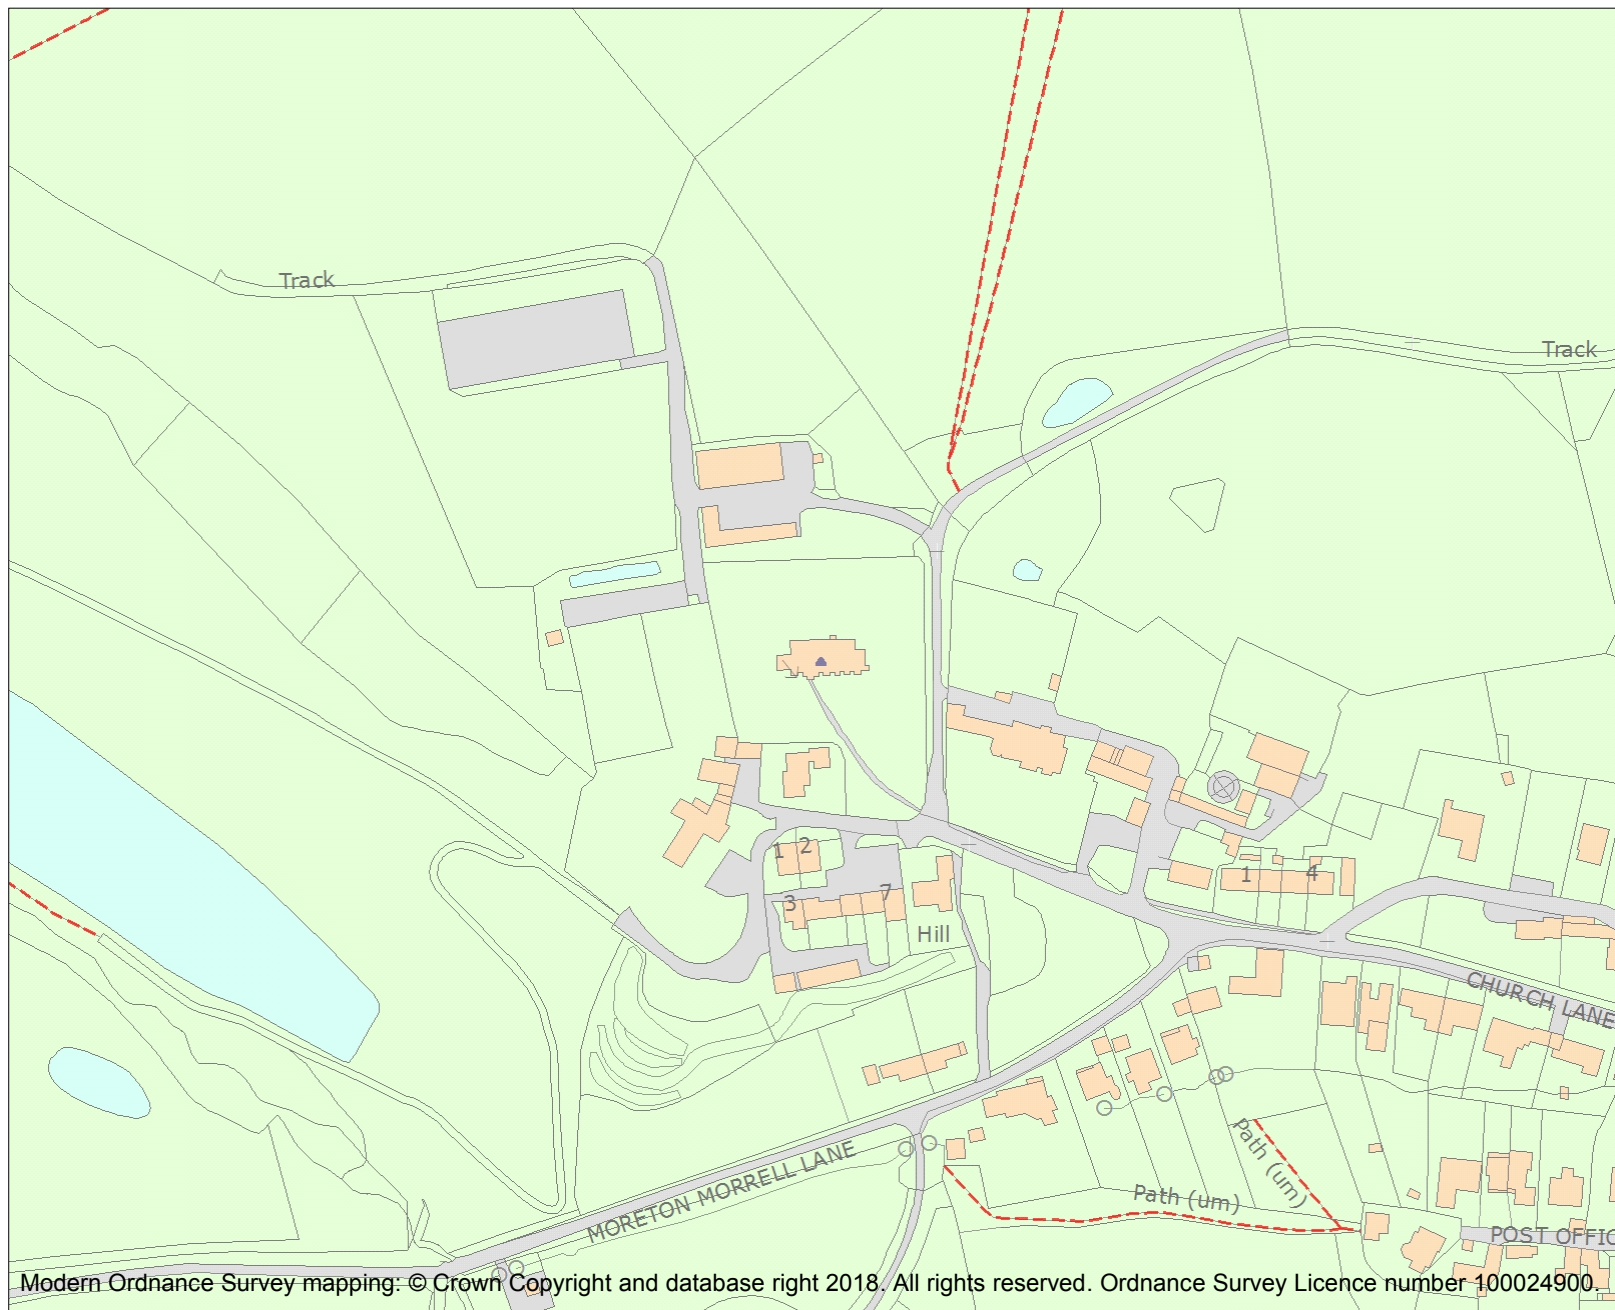 Track
Track
1 2
3
7
1
4
Hill
CHURCH LANE
Path (um)
MORETON MORRELL LANE
Path (um)
POST OFFIC
Modern Ordnance Survey mapping: © Crown Copyright and database right 2018. All rights reserved. Ordnance Survey Licence number 100024900.